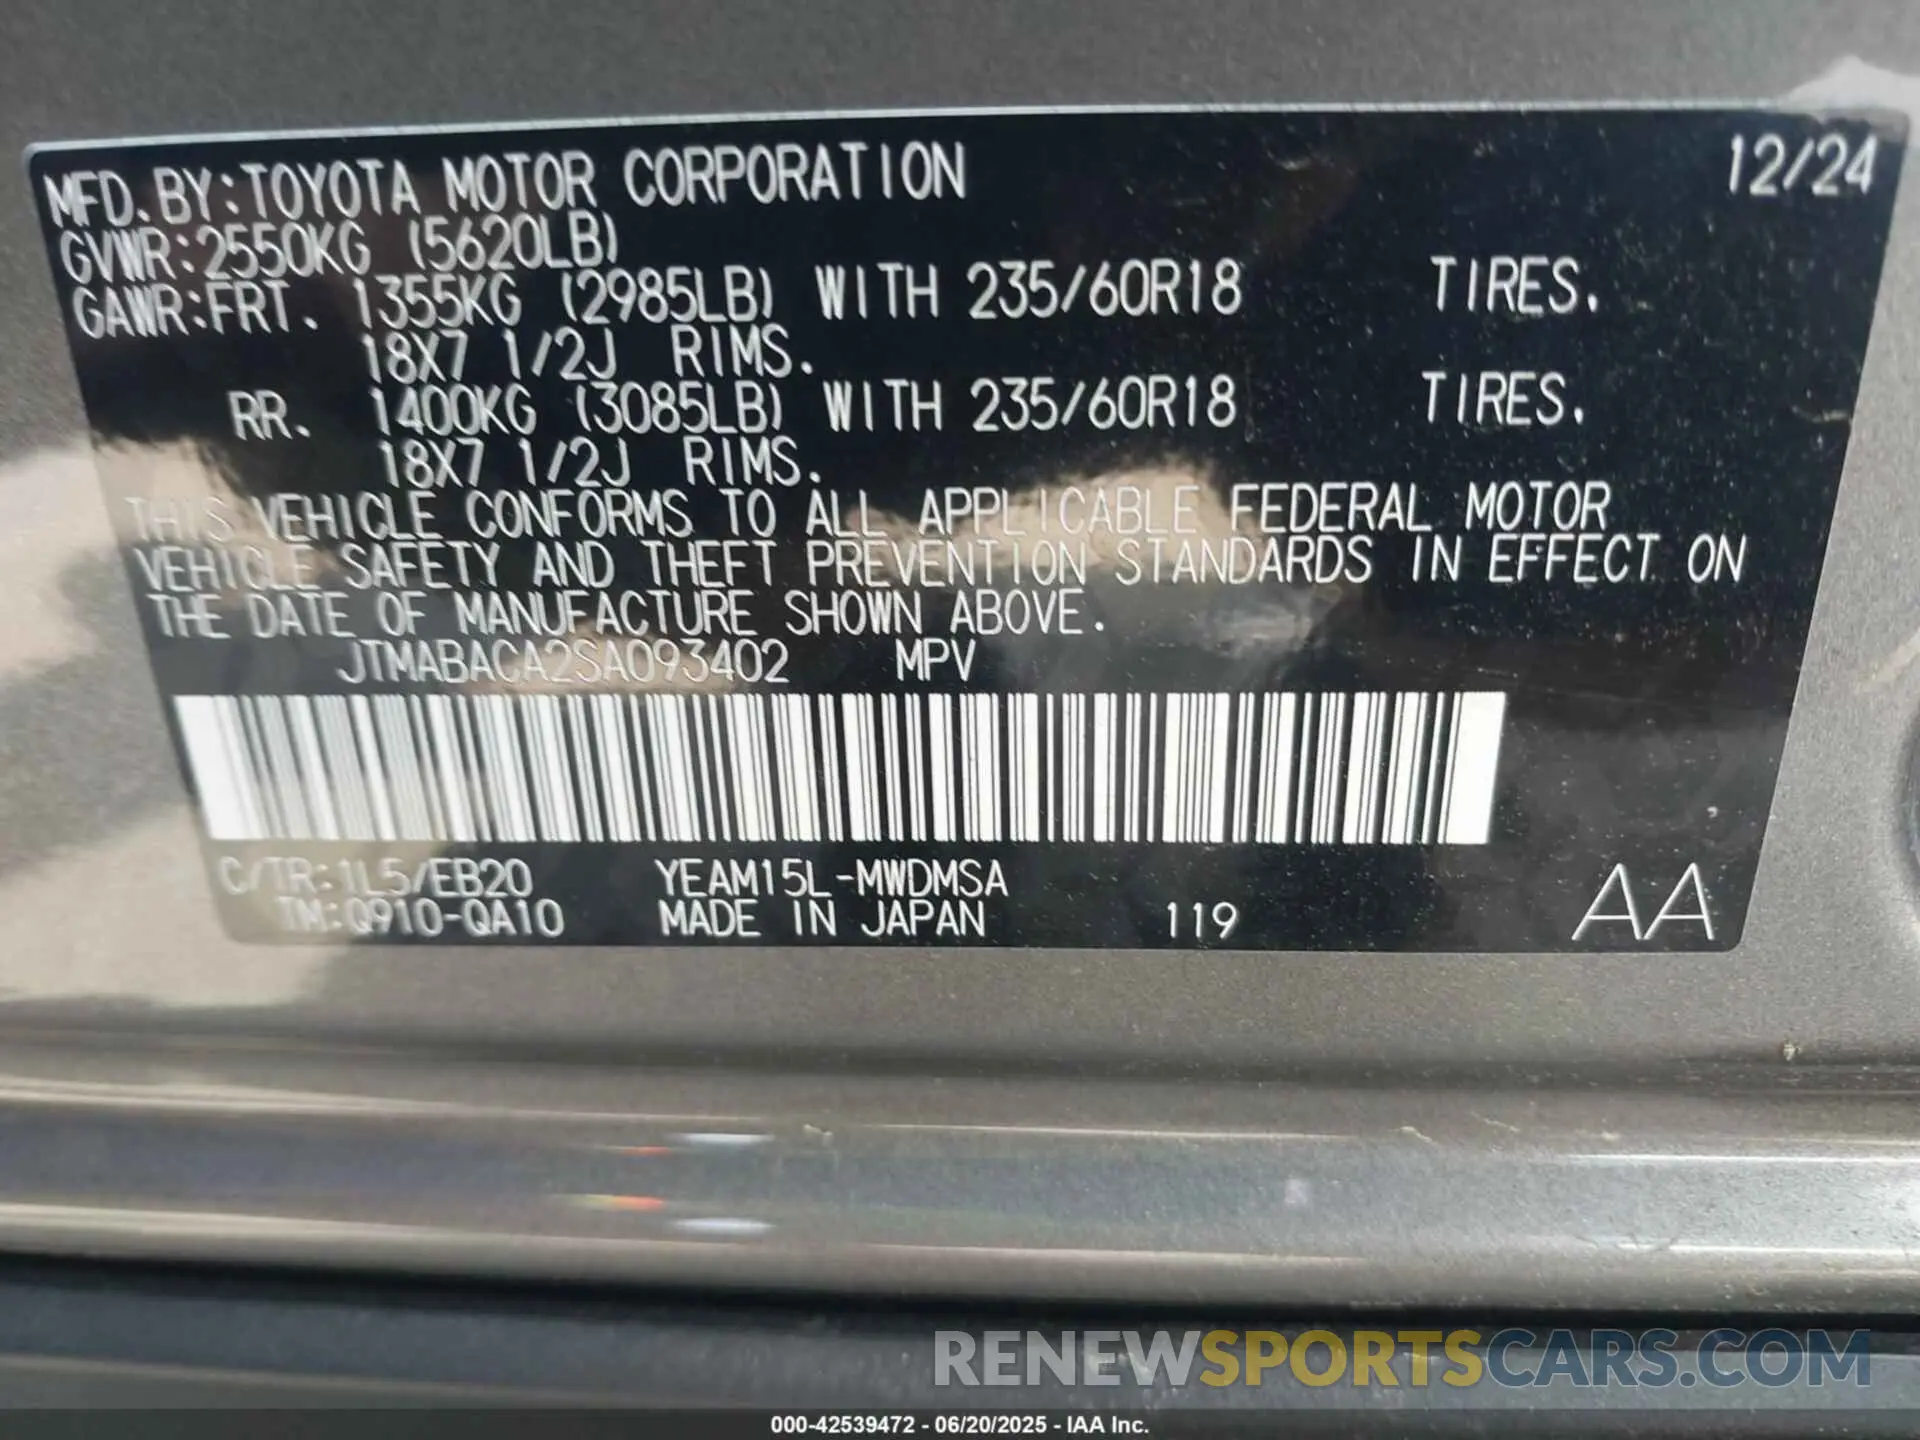 MFD.BY:TOYOTA MOTOR CORPORATION 12/24
GVWR:2550KG (5620LB)
GAWR:FRT. 1355KG (2985LB) WITH 235/60R18 TIRES.
18X7 1/2J RIMS.
RR. 1400KG (3085LB) WITH 235/60R18 TIRES.
18X7 1/2J RIMS.
THIS VEHICLE CONFORMS TO ALL APPLICABLE FEDERAL MOTOR
VEHICLE SAFETY AND THEFT PREVENTION STANDARDS IN EFFECT ON
THE DATE OF MANUFACTURE SHOWN ABOVE.
JTMABACA2SA093402 MPV
C/TR:1L5/EB20 YEAM15L-MWDMSA
TM:Q910-QA10 MADE IN JAPAN 119 AA
RENEWSPORTSCARS.COM
000-42539472 - 06/20/2025 - IAA Inc.